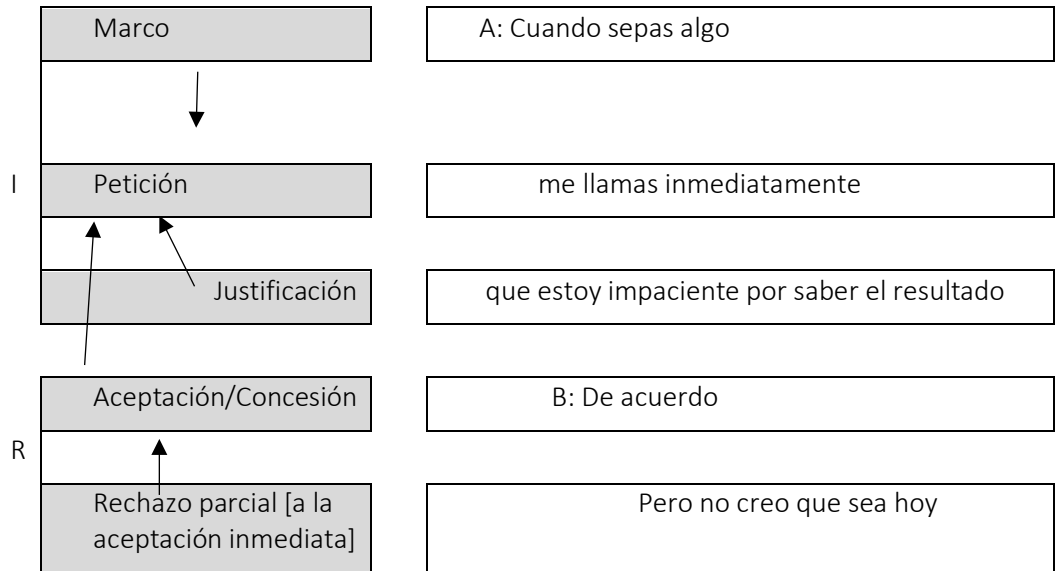 Marco
A: Cuando sepas algo
I
Petición
me llamas inmediatamente
Justificación
que estoy impaciente por saber el resultado
Aceptación/Concesión
B: De acuerdo
R
Rechazo parcial [a la
aceptación inmediata]
Pero no creo que sea hoy